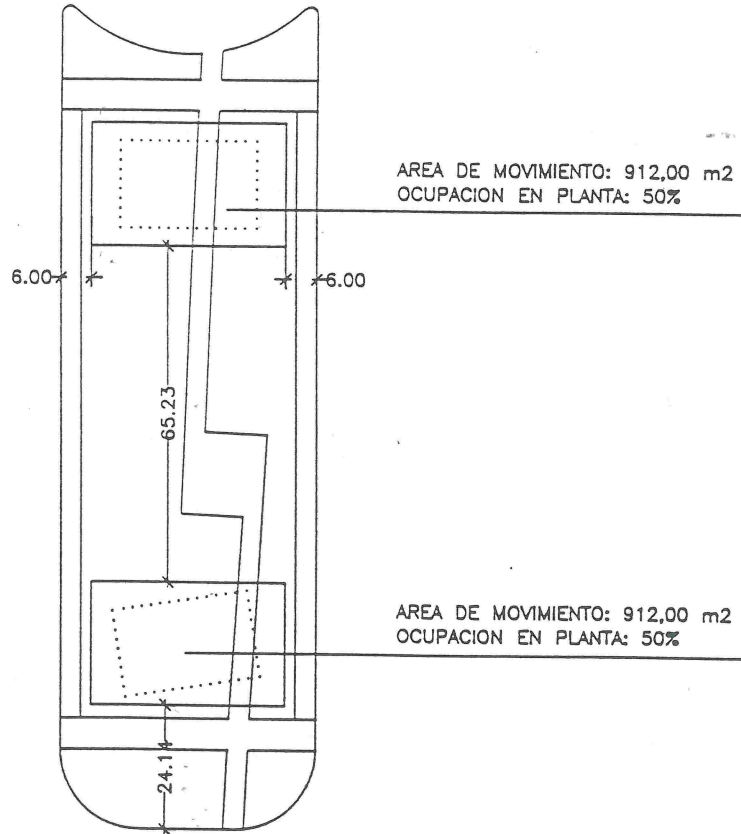 AREA DE MOVIMIENTO: 912,00 m2
OCUPACION EN PLANTA: 50%
6.00
6.00
65.23
AREA DE MOVIMIENTO: 912,00 m2
OCUPACION EN PLANTA: 50%
24.14